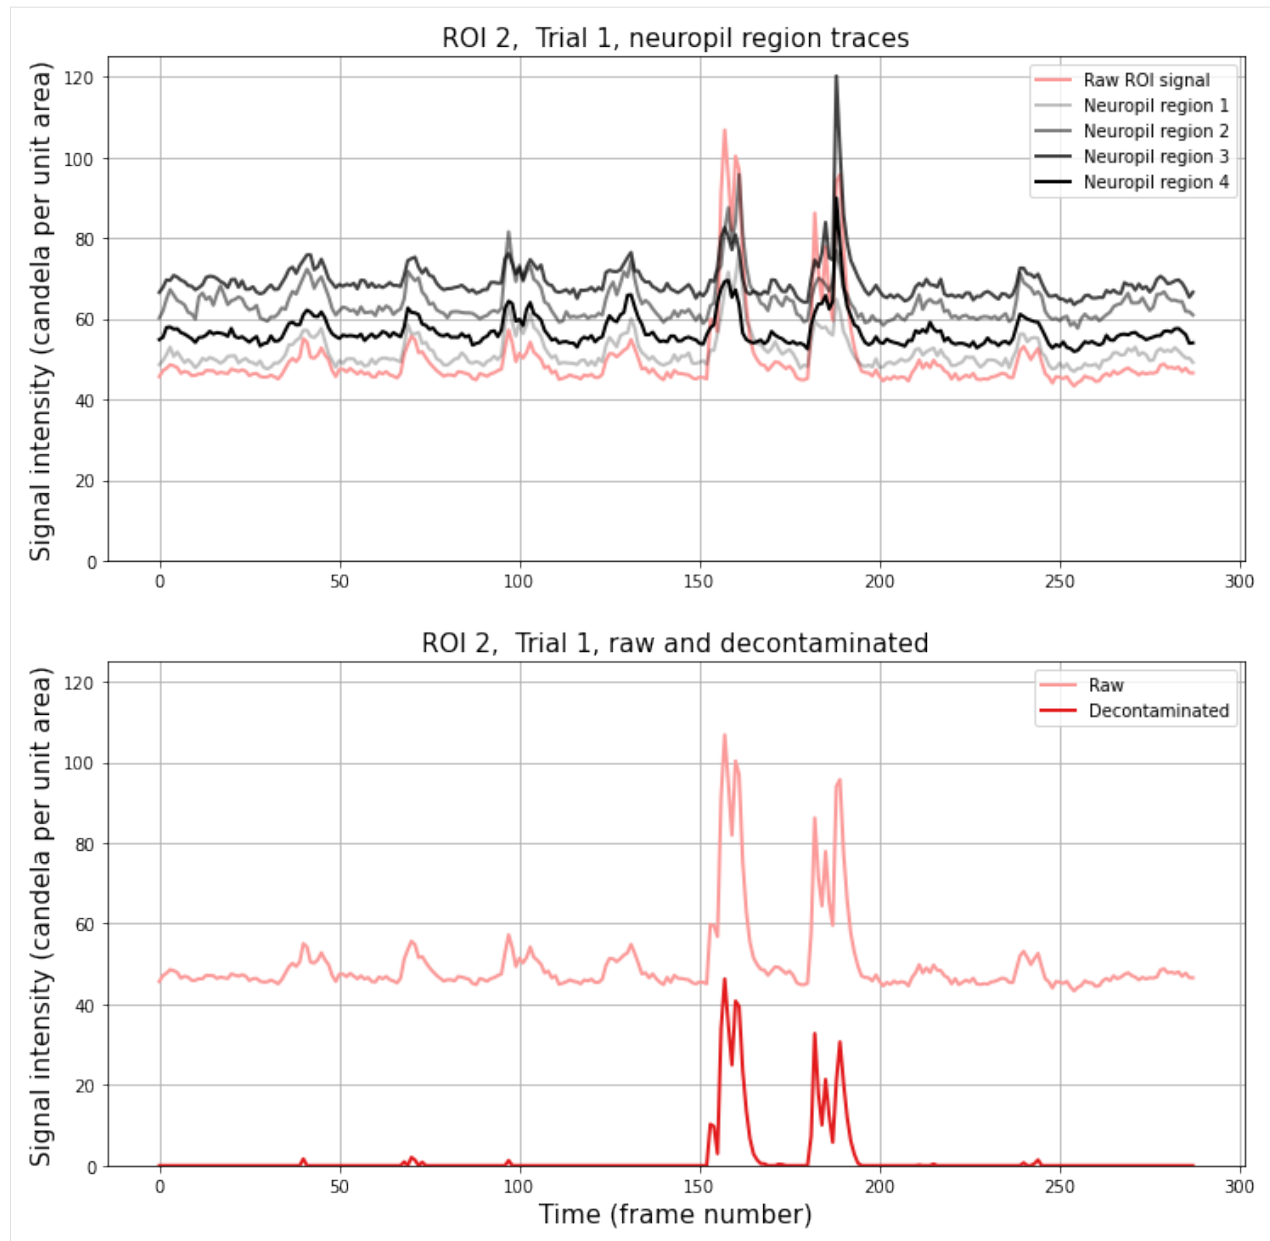 ROI 2,  Trial 1, neuropil region traces
Signal intensity (candela per unit area)
120
100
80
60
40
20
0
Raw ROI signal
Neuropil region 1
Neuropil region 2
Neuropil region 3
Neuropil region 4
0 50 100 150 200 250 300
ROI 2,  Trial 1, raw and decontaminated
Signal intensity (candela per unit area)
120
100
80
60
40
20
0
Raw
Decontaminated
0 50 100 150 200 250 300
Time (frame number)